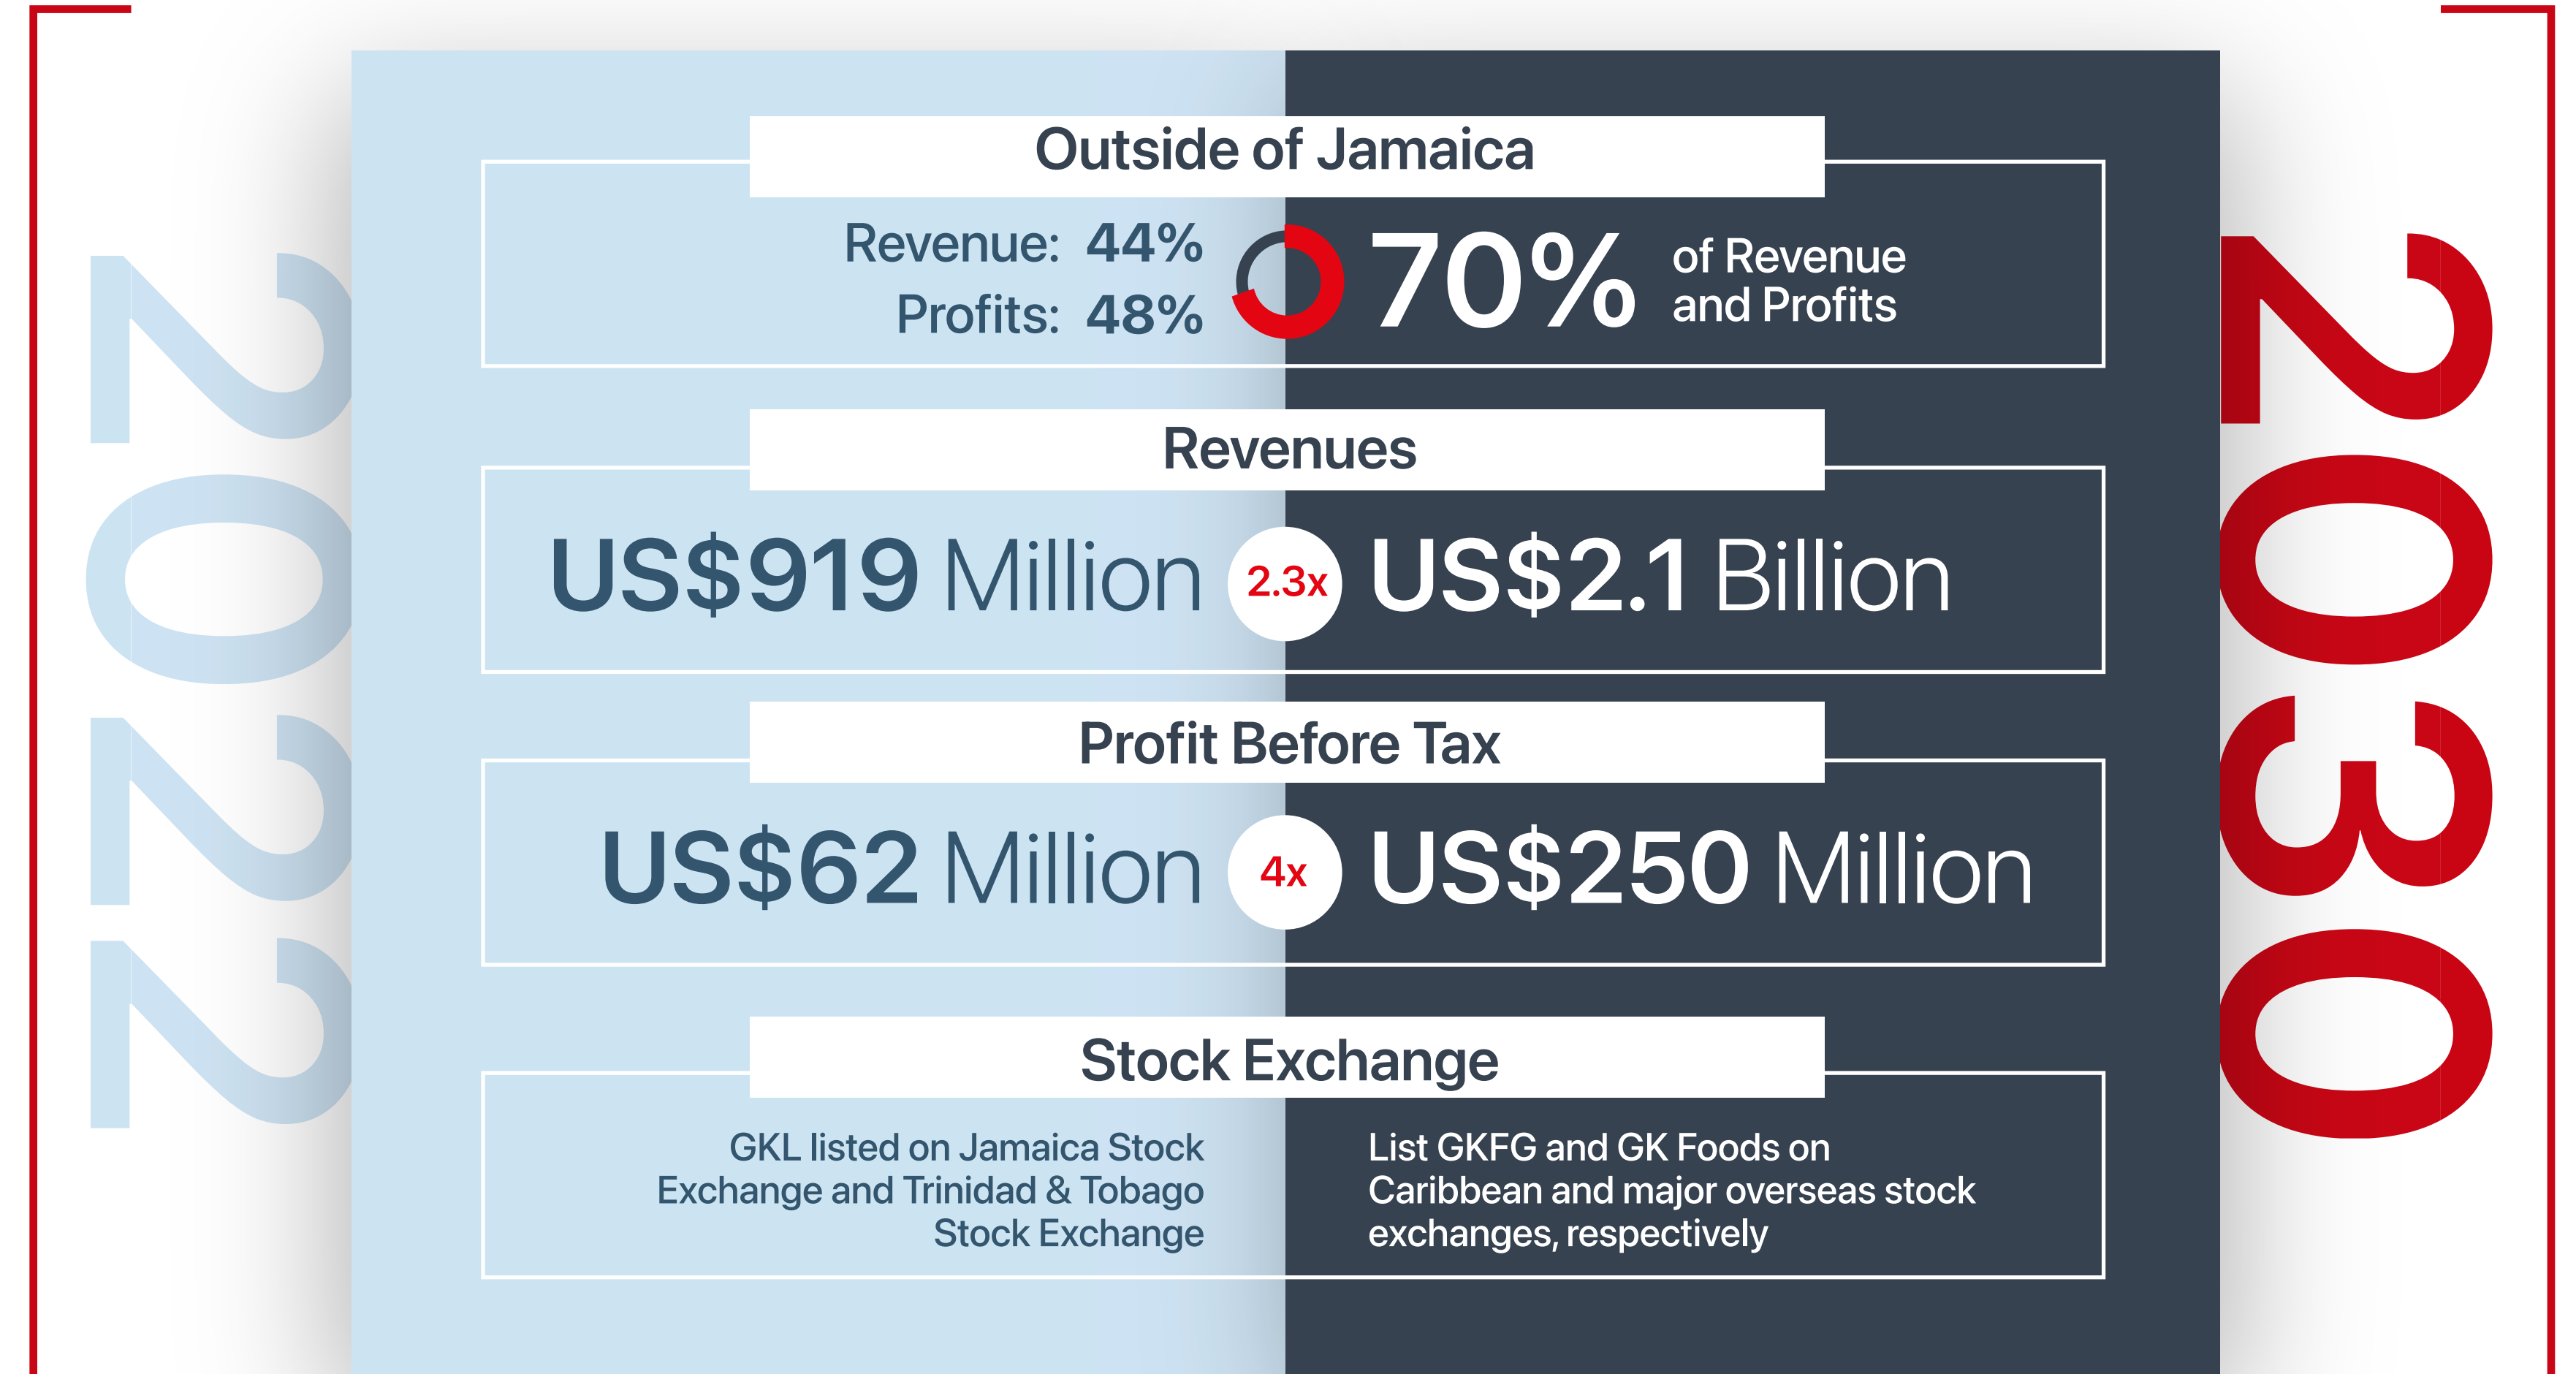 2022
2030
Outside of Jamaica
Revenue: 44%
Profits: 48%
70% of Revenue
and Profits
Revenues
US$919 Million
2.3x
US$2.1 Billion
Profit Before Tax
US$62 Million
4x
US$250 Million
Stock Exchange
GKL listed on Jamaica Stock
Exchange and Trinidad & Tobago
Stock Exchange
List GKFG and GK Foods on
Caribbean and major overseas stock
exchanges, respectively